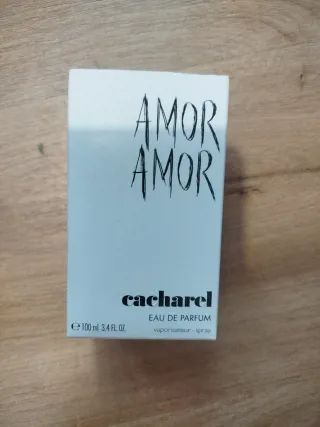 AMOR
AMOR
cacharel
EAU DE PARFUM
℮ 100 ml 3,4 FL.OZ. vaporisateur - spray